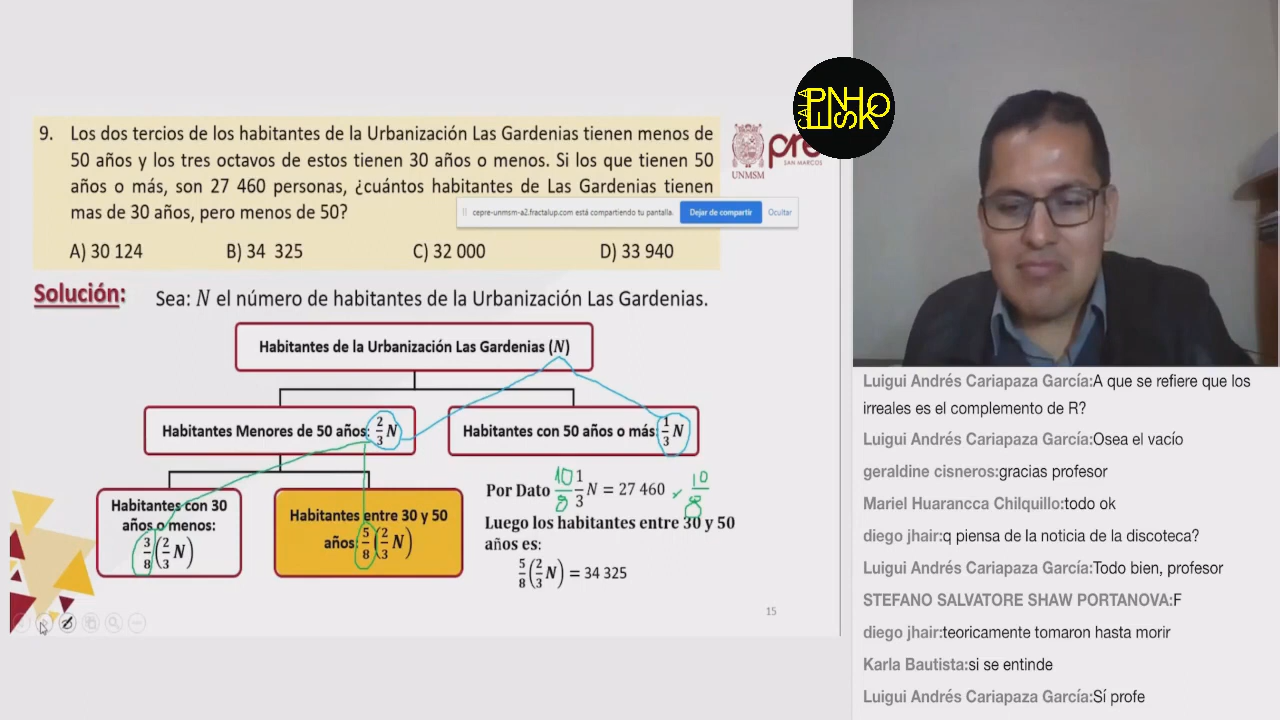 9. Los dos tercios de los habitantes de la Urbanización Las Gardenias tienen menos de
50 años y los tres octavos de estos tienen 30 años o menos. Si los que tienen 50
años o más, son 27 460 personas, ¿cuántos habitantes de Las Gardenias tienen
mas de 30 años, pero menos de 50?
A) 30 124 B) 34 325 C) 32 000 D) 33 940
UNMSM
pre
SAN MARCOS
cepre-unmsm-a2.fractalup.com está compartiendo tu pantalla. Dejar de compartir Ocultar
Solución: Sea: N el número de habitantes de la Urbanización Las Gardenias.
Habitantes de la Urbanización Las Gardenias (N)
Habitantes Menores de 50 años: 2/3 N
Habitantes con 50 años o más: 1/3 N
Habitantes con 30
años o menos:
3/8 (2/3 N)
Habitantes entre 30 y 50
años: 5/8 (2/3 N)
Por Dato 10/8 1/3 N = 27 460 × 10/8
Luego los habitantes entre 30 y 50
años es:
5/8 (2/3 N) = 34 325
15
CALA
PNHO
ESK
Luigui Andrés Cariapaza García:A que se refiere que los
irreales es el complemento de R?
Luigui Andrés Cariapaza García:Osea el vacío
geraldine cisneros:gracias profesor
Mariel Huarancca Chilquillo:todo ok
diego jhair:q piensa de la noticia de la discoteca?
Luigui Andrés Cariapaza García:Todo bien, profesor
STEFANO SALVATORE SHAW PORTANOVA:F
diego jhair:teoricamente tomaron hasta morir
Karla Bautista:si se entinde
Luigui Andrés Cariapaza García:Sí profe